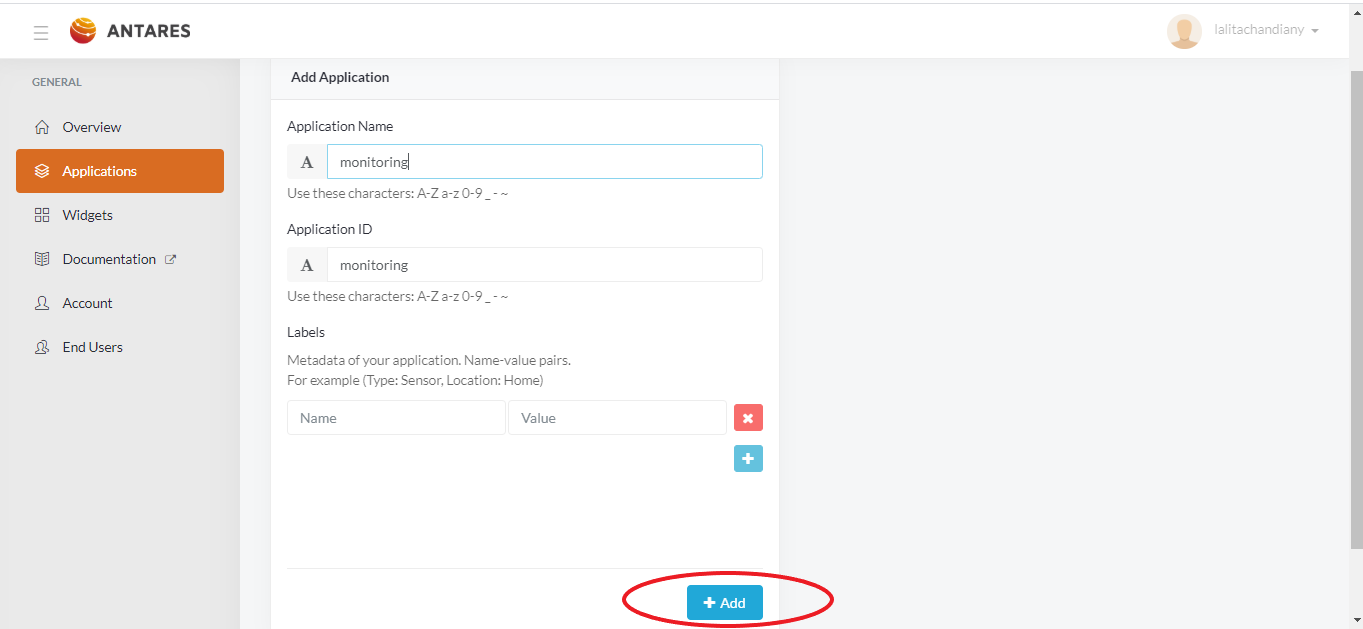 ANTARES
lalitachandiany
GENERAL
Overview
Applications
Widgets
Documentation
Account
End Users
Add Application
Application Name
A monitoring
Use these characters: A-Z a-z 0-9 _ - ~
Application ID
A monitoring
Use these characters: A-Z a-z 0-9 _ - ~
Labels
Metadata of your application. Name-value pairs.
For example (Type: Sensor, Location: Home)
Name Value
+ Add